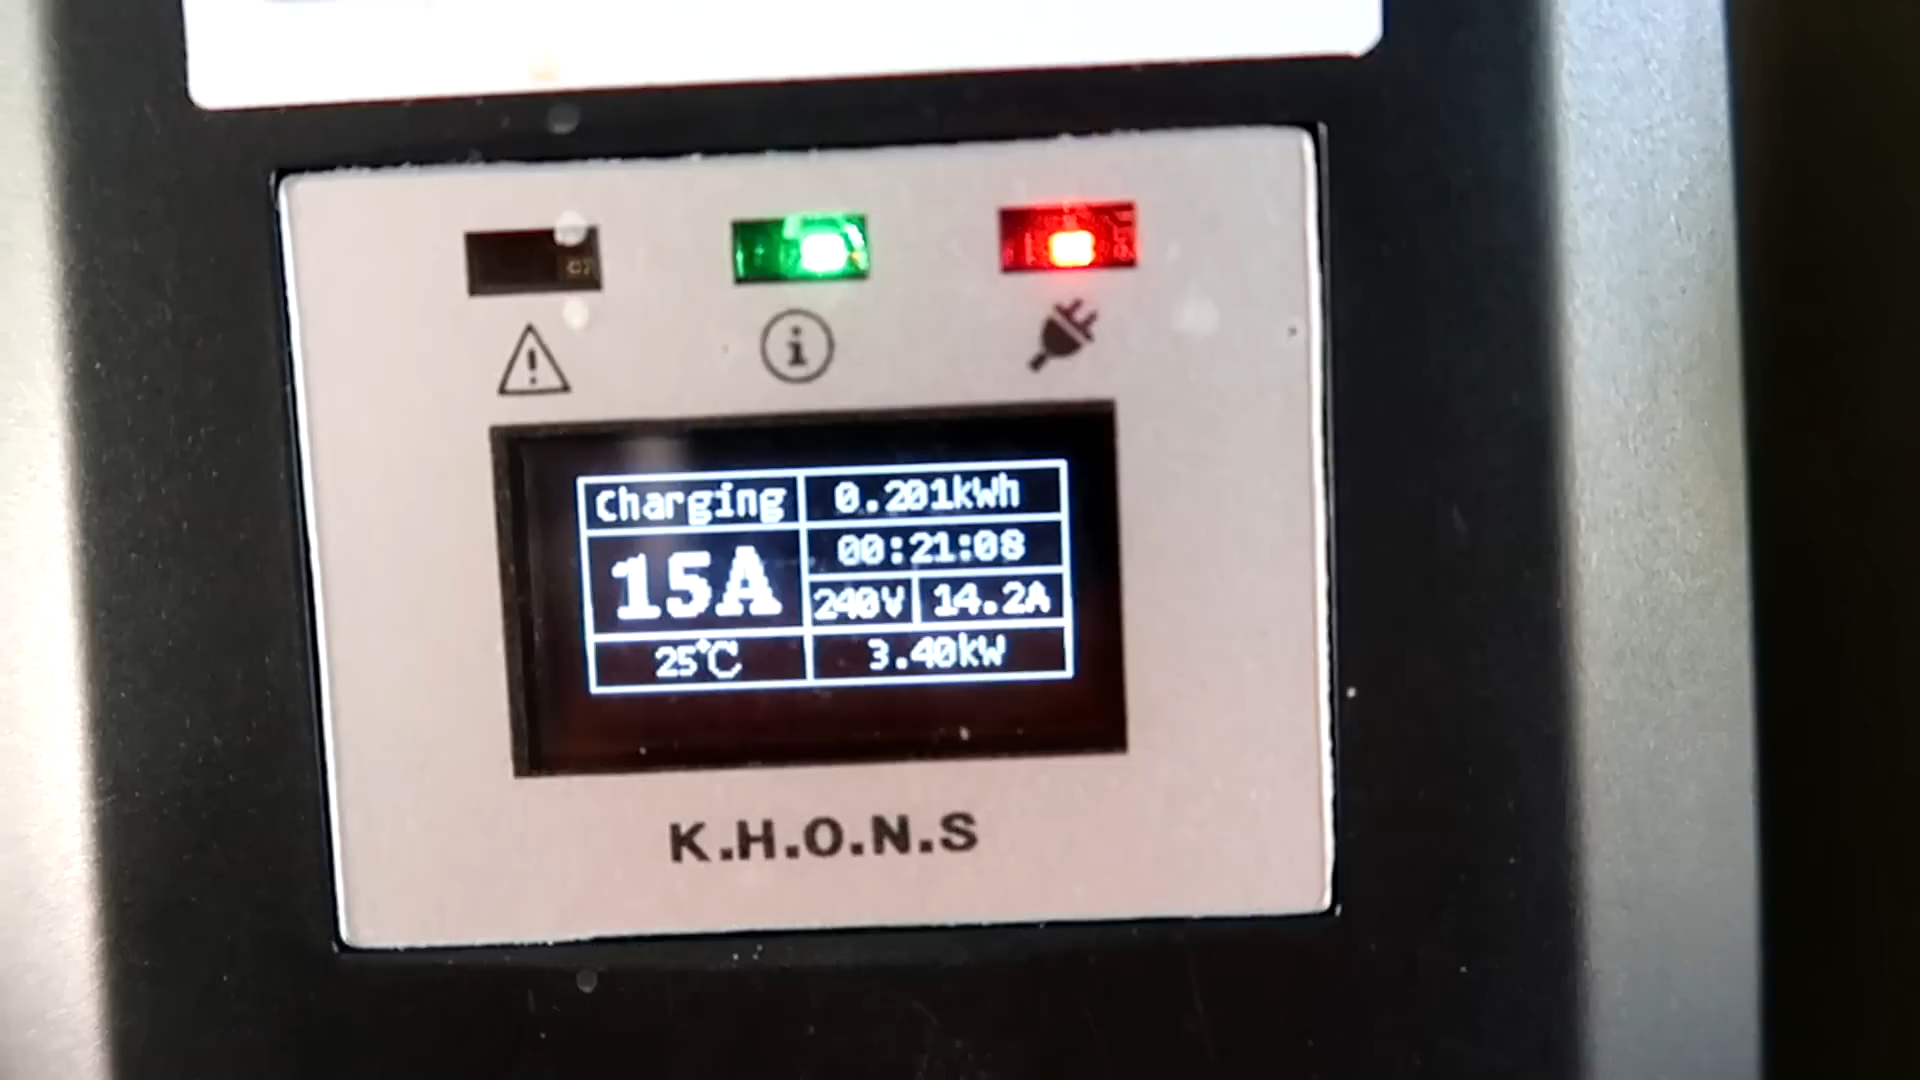 Charging 0.201kWh
15A 00:21:08
240V 14.2A
25℃ 3.40kW
K.H.O.N.S